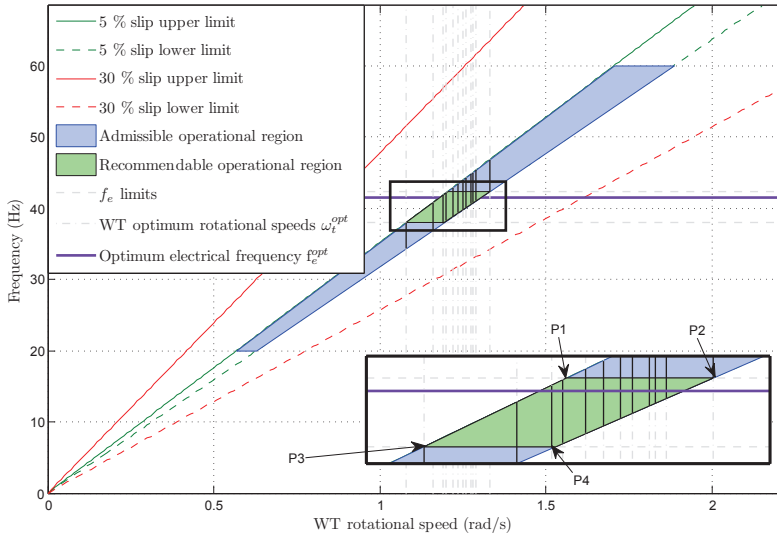 5 % slip upper limit
5 % slip lower limit
30 % slip upper limit
30 % slip lower limit
Admissible operational region
Recommendable operational region
f_e limits
WT optimum rotational speeds ω_t^{opt}
Optimum electrical frequency f_e^{opt}
Frequency (Hz)
60
50
40
30
20
10
0
P1
P2
P3
P4
0
0.5
1
1.5
2
WT rotational speed (rad/s)